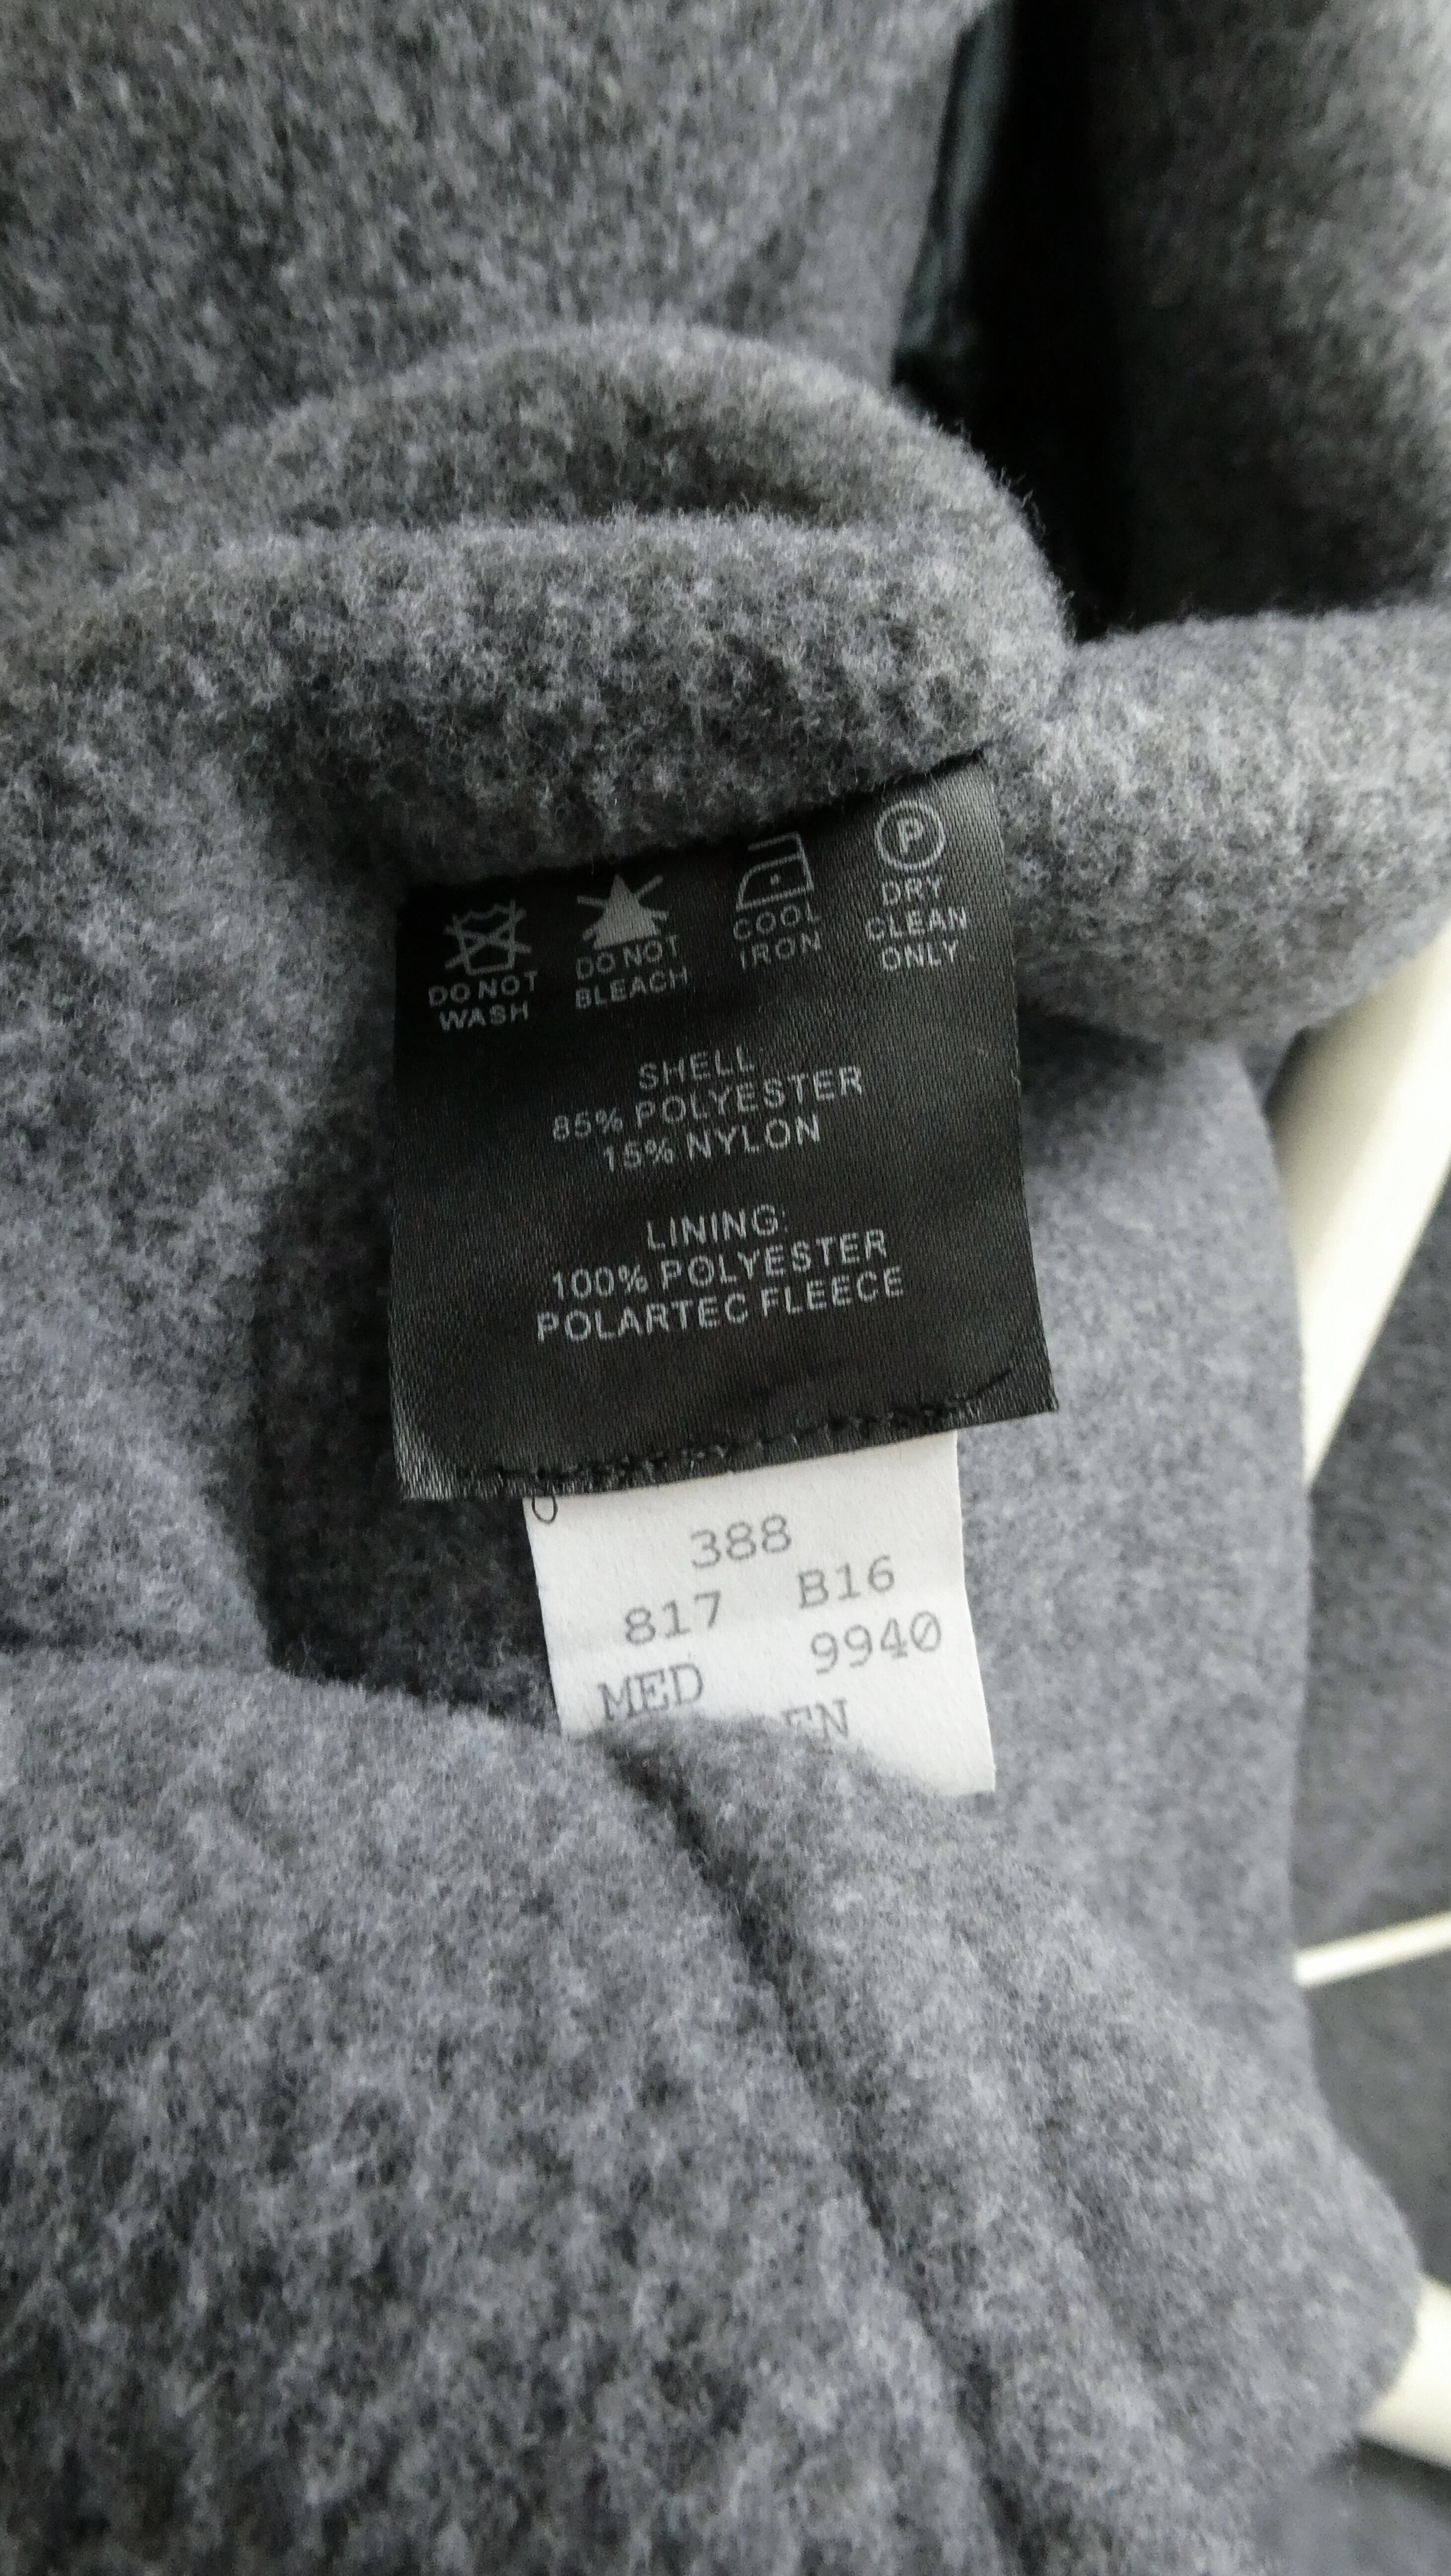 P
DO NOT
WASH
DO NOT
BLEACH
COOL
IRON
DRY
CLEAN
ONLY
SHELL
85% POLYESTER
15% NYLON
LINING:
100% POLYESTER
POLARTEC FLEECE
388
817 B16
MED 9940